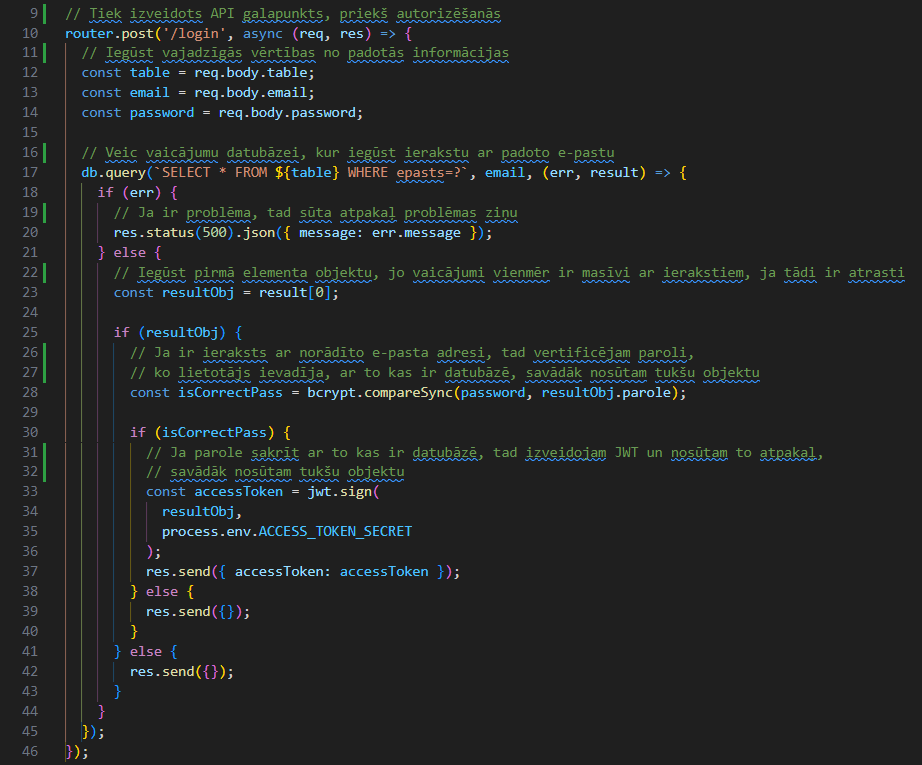 9 // Tiek izveidots API galapunkts, priekš autorizēšanās
10 router.post('/login', async (req, res) => {
11 // Iegūst vajadzīgās vērtības no padotās informācijas
12 const table = req.body.table;
13 const email = req.body.email;
14 const password = req.body.password;
15
16 // Veic vaicājumu datubāzei, kur iegūst ierakstu ar padoto e-pastu
17 db.query(`SELECT * FROM ${table} WHERE epasts=?`, email, (err, result) => {
18 if (err) {
19 // Ja ir problēma, tad sūta atpakaļ problēmas ziņu
20 res.status(500).json({ message: err.message });
21 } else {
22 // Iegūst pirmā elementa objektu, jo vaicājumi vienmēr ir masīvi ar ierakstiem, ja tādi ir atrasti
23 const resultObj = result[0];
24
25 if (resultObj) {
26 // Ja ir ieraksts ar norādīto e-pasta adresi, tad vertificējam paroli,
27 // ko lietotājs ievadīja, ar to kas ir datubāzē, savādāk nosūtam tukšu objektu
28 const isCorrectPass = bcrypt.compareSync(password, resultObj.parole);
29
30 if (isCorrectPass) {
31 // Ja parole sakrīt ar to kas ir datubāzē, tad izveidojam JWT un nosūtam to atpakaļ,
32 // savādāk nosūtam tukšu objektu
33 const accessToken = jwt.sign(
34 resultObj,
35 process.env.ACCESS_TOKEN_SECRET
36 );
37 res.send({ accessToken: accessToken });
38 } else {
39 res.send({});
40 }
41 } else {
42 res.send({});
43 }
44 }
45 });
46 });